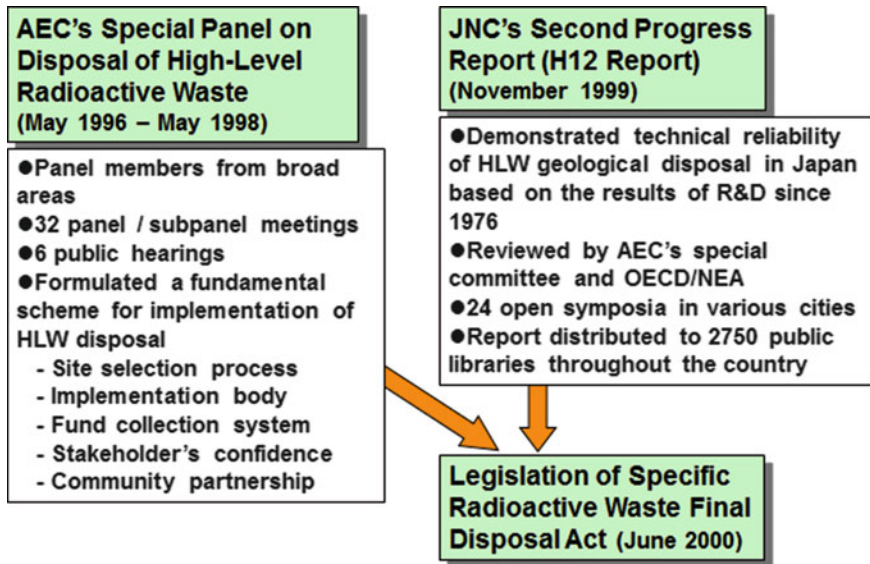 AEC's Special Panel on
Disposal of High-Level
Radioactive Waste
(May 1996 – May 1998)
●Panel members from broad
areas
●32 panel / subpanel meetings
●6 public hearings
●Formulated a fundamental
scheme for implementation of
HLW disposal
- Site selection process
- Implementation body
- Fund collection system
- Stakeholder's confidence
- Community partnership
JNC's Second Progress
Report (H12 Report)
(November 1999)
●Demonstrated technical reliability
of HLW geological disposal in Japan
based on the results of R&D since
1976
●Reviewed by AEC's special
committee and OECD/NEA
●24 open symposia in various cities
●Report distributed to 2750 public
libraries throughout the country
Legislation of Specific
Radioactive Waste Final
Disposal Act (June 2000)